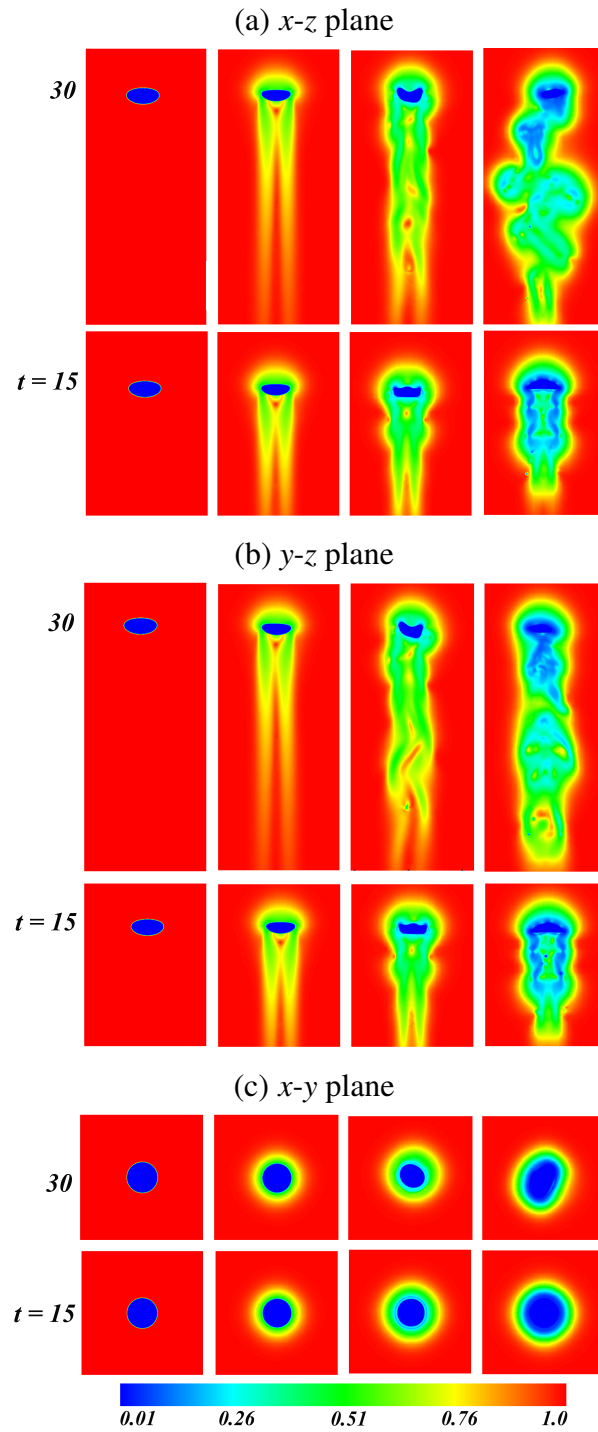 (a) x-z plane
30
t = 15
(b) y-z plane
30
t = 15
(c) x-y plane
30
t = 15
0.01 0.26 0.51 0.76 1.0